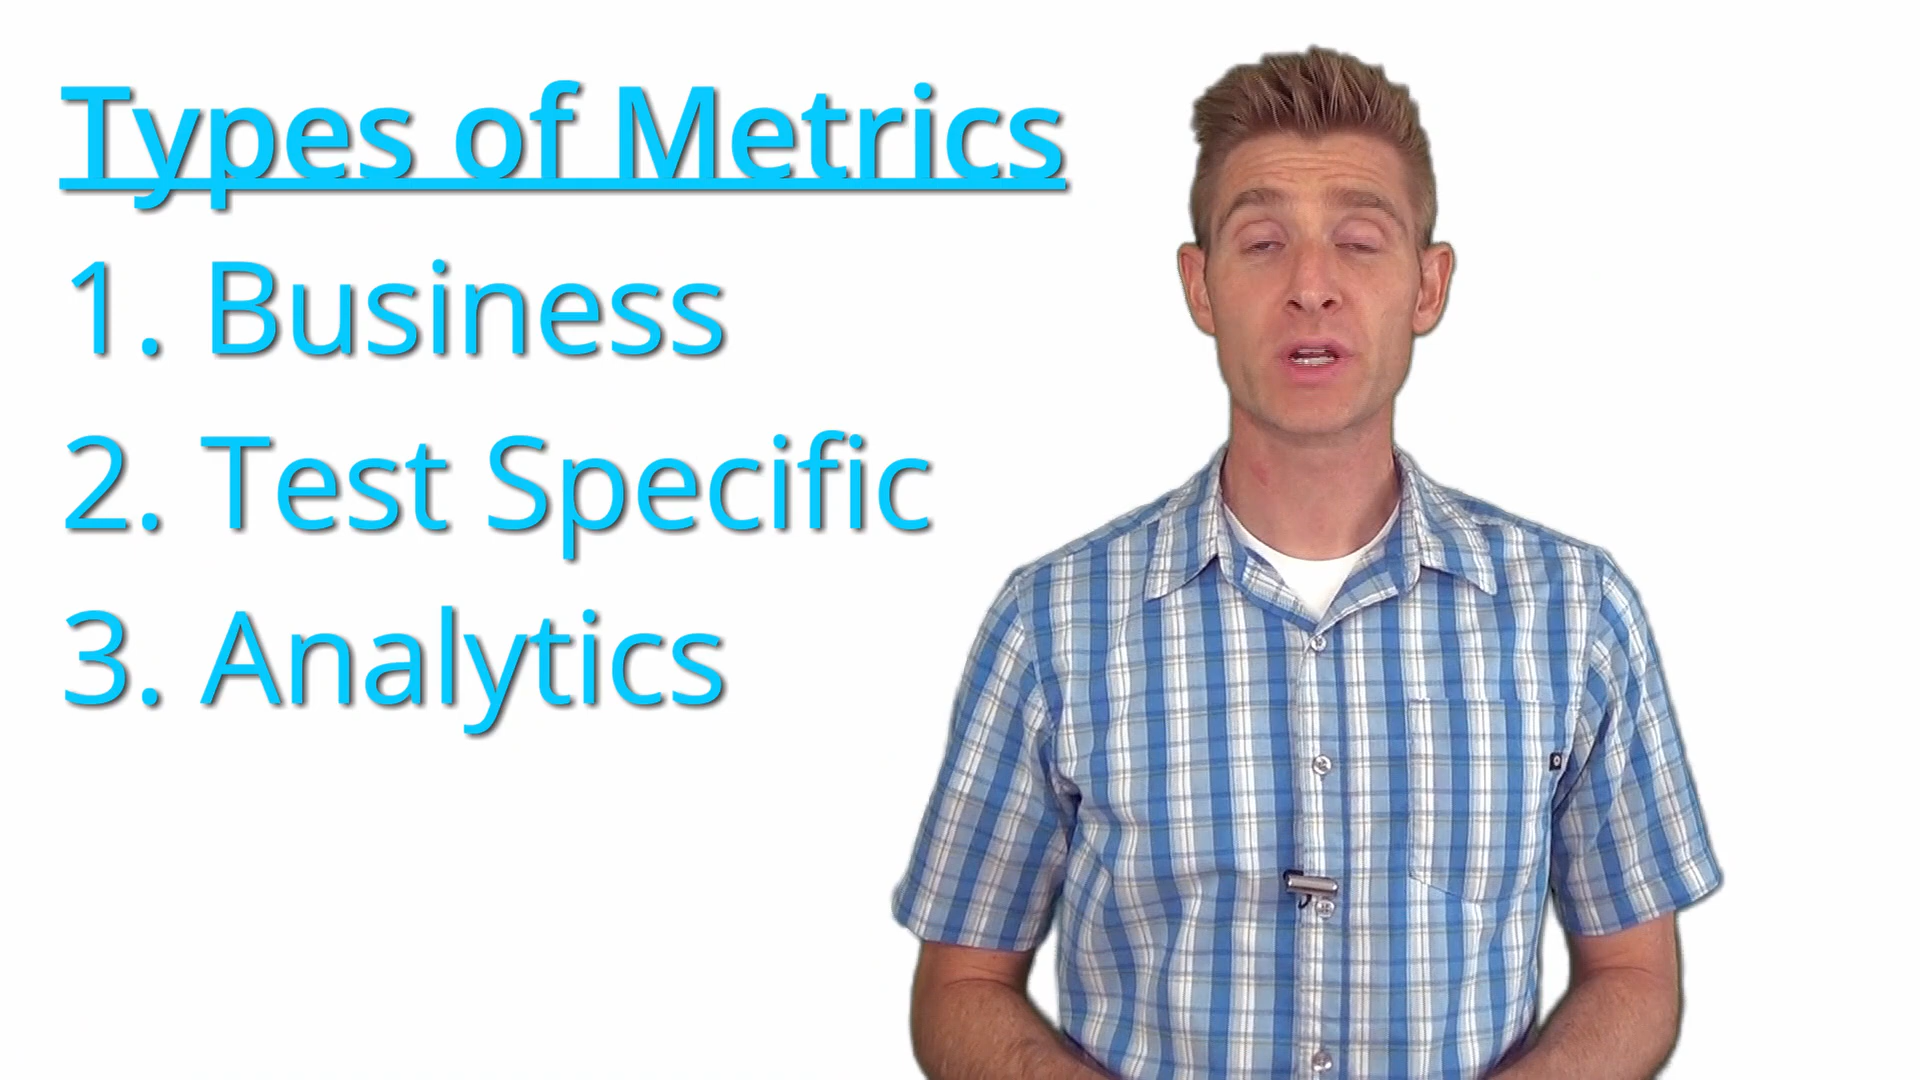 Types of Metrics
1. Business
2. Test Specific
3. Analytics